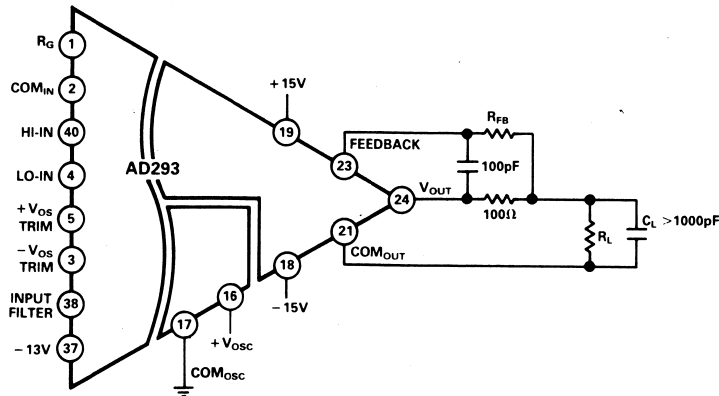 R_G 1
COM_IN 2
HI-IN 40
LO-IN 4
+V_OS
TRIM 5
-V_OS
TRIM 3
INPUT
FILTER 38
-13V 37
AD293
+15V
19
FEEDBACK
23
R_FB
100pF
24 V_OUT
100Ω
21
COM_OUT
R_L
C_L >1000pF
18
-15V
16
+V_OSC
17
COM_OSC